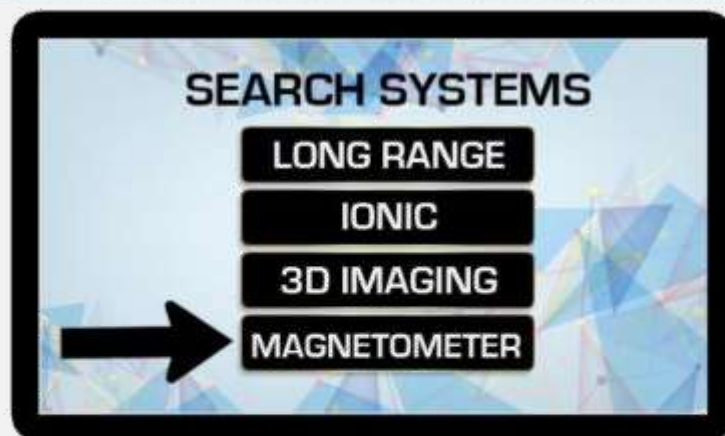 SEARCH SYSTEMS
LONG RANGE
IONIC
3D IMAGING
MAGNETOMETER